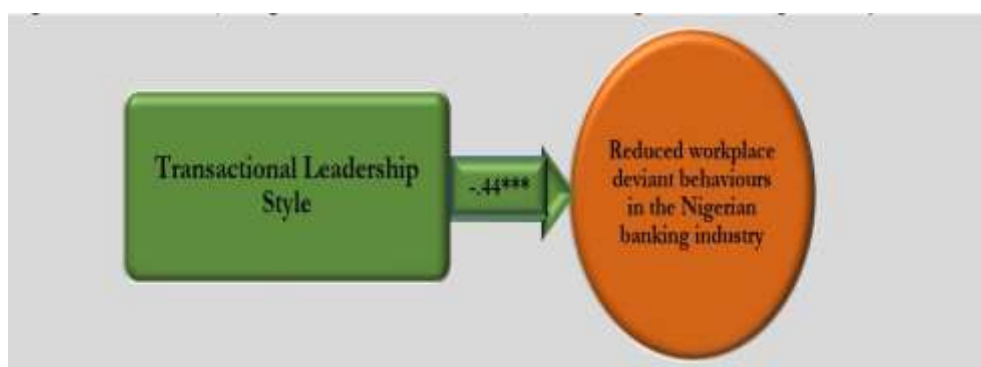 Transactional Leadership
Style
-.44***
Reduced workplace
deviant behaviours
in the Nigerian
banking industry